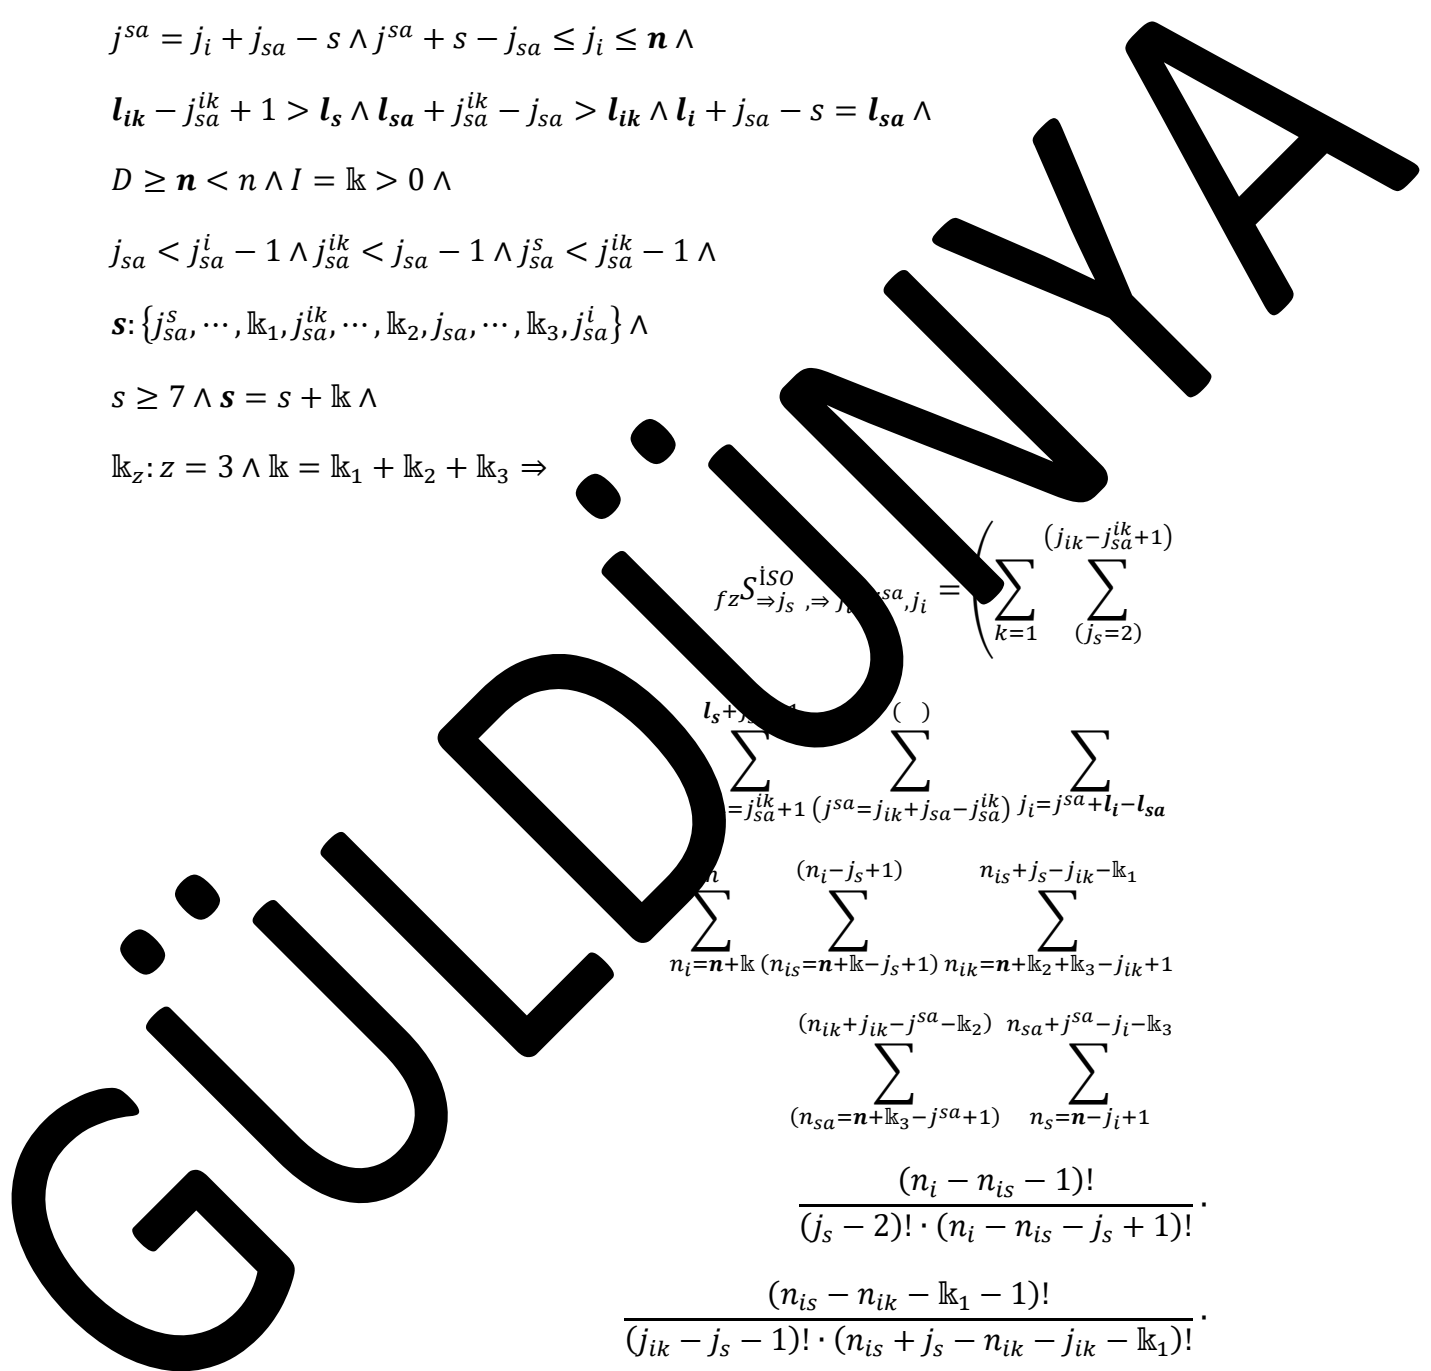 j^{sa} = j_i + j_{sa} − s ∧ j^{sa} + s − j_{sa} ≤ j_i ≤ 𝒏 ∧
𝒍_{𝒊𝒌} − j_{sa}^{ik} + 1 > 𝒍_𝒔 ∧ 𝒍_{𝒔𝒂} + j_{sa}^{ik} − j_{sa} > 𝒍_{𝒊𝒌} ∧ 𝒍_𝒊 + j_{sa} − s = 𝒍_{𝒔𝒂} ∧
D ≥ 𝒏 < n ∧ I = 𝕜 > 0 ∧
j_{sa} < j_{sa}^{i} − 1 ∧ j_{sa}^{ik} < j_{sa} − 1 ∧ j_{sa}^{s} < j_{sa}^{ik} − 1 ∧
𝒔: {j_{sa}^{s}, ⋯ , 𝕜_1, j_{sa}^{ik}, ⋯ , 𝕜_2, j_{sa}, ⋯ , 𝕜_3, j_{sa}^{i}} ∧
s ≥ 7 ∧ 𝒔 = s + 𝕜 ∧
𝕜_z: z = 3 ∧ 𝕜 = 𝕜_1 + 𝕜_2 + 𝕜_3 ⇒
(j_{ik}−j_{sa}^{ik}+1)
_{fz}S^{İSO}_{⇒j_s ,⇒ ^{sa},j_i} = ( ∑ ∑
k=1 (j_s=2)
𝒍_𝒔+ ( )
∑ ∑ ∑
=j_{sa}^{ik}+1 (j^{sa}=j_{ik}+j_{sa}−j_{sa}^{ik}) j_i=j^{sa}+𝒍_𝒊−𝒍_{𝒔𝒂}
n (n_i−j_s+1) n_{is}+j_s−j_{ik}−𝕜_1
∑ ∑ ∑
n_i=𝒏+𝕜 (n_{is}=𝒏+𝕜−j_s+1) n_{ik}=𝒏+𝕜_2+𝕜_3−j_{ik}+1
(n_{ik}+j_{ik}−j^{sa}−𝕜_2) n_{sa}+j^{sa}−j_i−𝕜_3
∑ ∑
(n_{sa}=𝒏+𝕜_3−j^{sa}+1) n_s=𝒏−j_i+1
(n_i − n_{is} − 1)!
(j_s − 2)! · (n_i − n_{is} − j_s + 1)! ·
(n_{is} − n_{ik} − 𝕜_1 − 1)!
(j_{ik} − j_s − 1)! · (n_{is} + j_s − n_{ik} − j_{ik} − 𝕜_1)! ·
GÜLDÜNYA